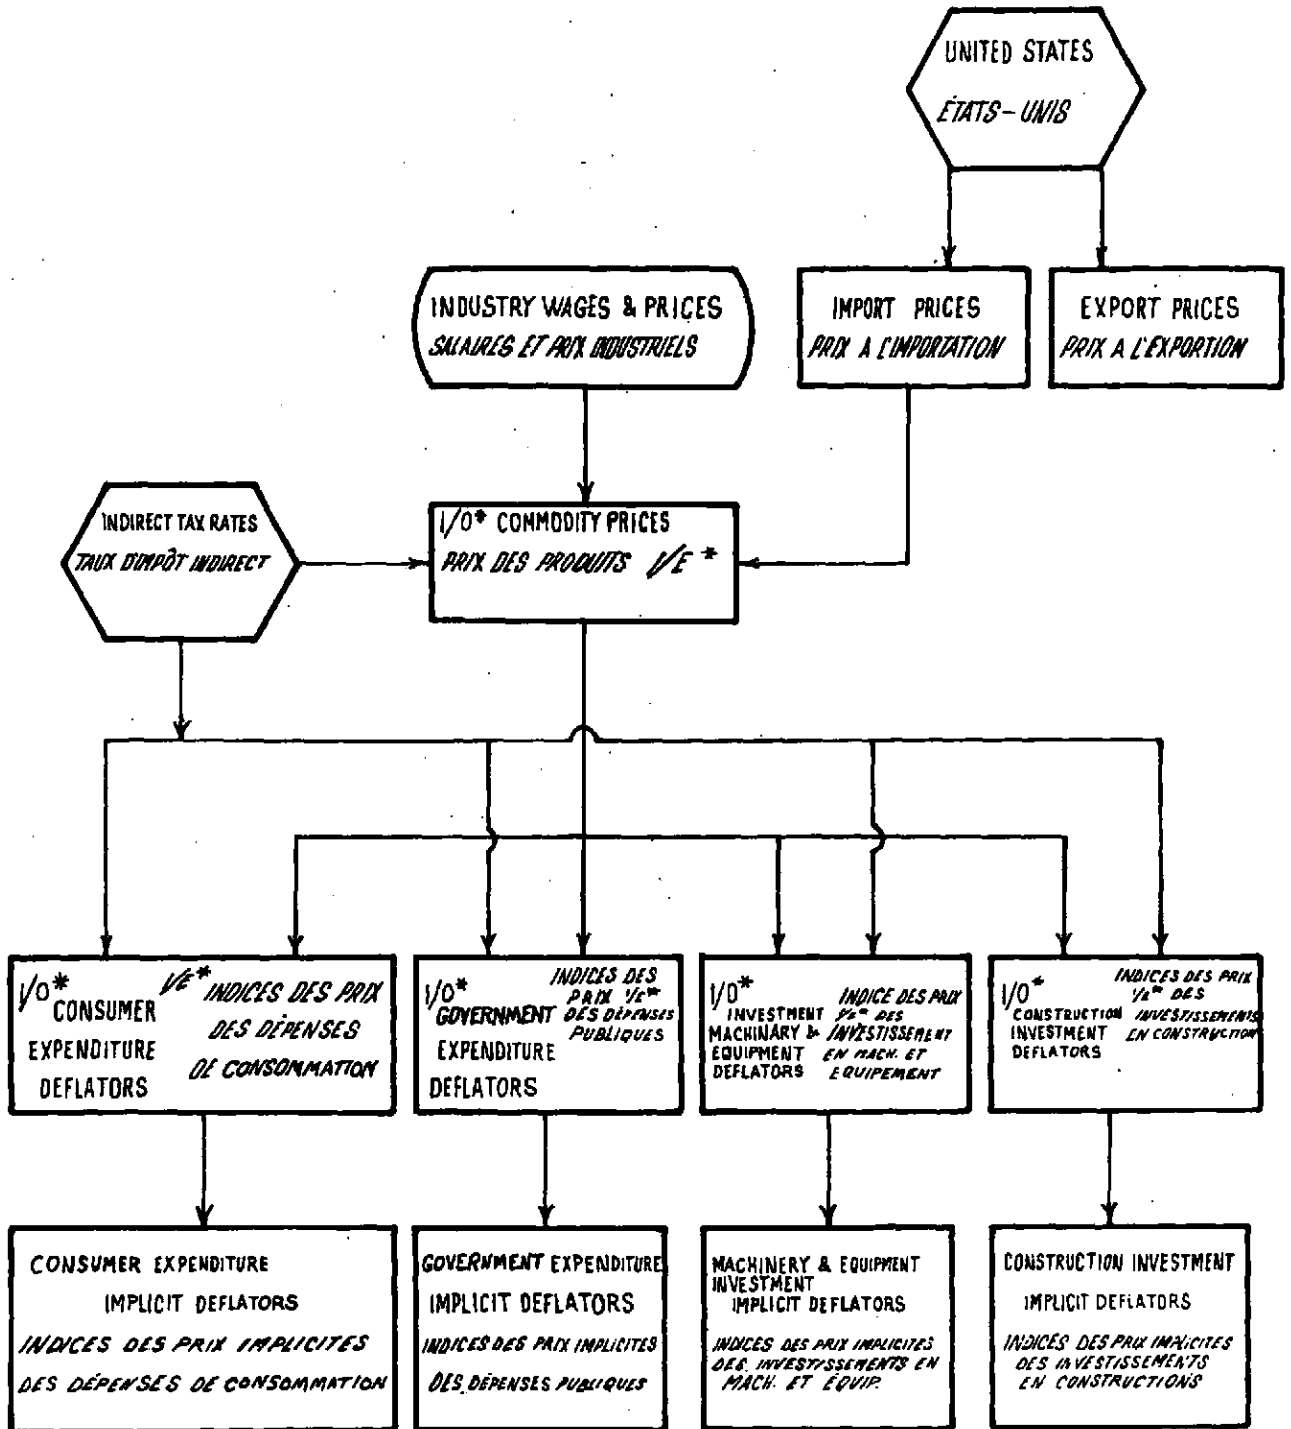 UNITED STATES
ÉTATS-UNIS
INDUSTRY WAGES & PRICES
SALAIRES ET PRIX INDUSTRIELS
IMPORT PRICES
PRIX A L'IMPORTATION
EXPORT PRICES
PRIX A L'EXPORTION
INDIRECT TAX RATES
TAUX D'IMPÔT INDIRECT
I/O* COMMODITY PRICES
PRIX DES PRODUITS I/E *
I/O*
CONSUMER
EXPENDITURE
DEFLATORS
I/E* INDICES DES PRIX
DES DÉPENSES
DE CONSOMMATION
I/O*
GOVERNMENT
EXPENDITURE
DEFLATORS
INDICES DES
PRIX I/E*
DES DÉPENSES
PUBLIQUES
I/O*
INVESTMENT
MACHINARY &
EQUIPMENT
DEFLATORS
INDICE DES PRIX
I/E* DES
INVESTISSEMENT
EN MACH. ET
EQUIPEMENT
I/O*
CONSTRUCTION
INVESTMENT
DEFLATORS
INDICES DES PRIX
I/E* DES
INVESTISSEMENTS
EN CONSTRUCTION
CONSUMER EXPENDITURE
IMPLICIT DEFLATORS
INDICES DES PRIX IMPLICITES
DES DÉPENSES DE CONSOMMATION
GOVERNMENT EXPENDITURE
IMPLICIT DEFLATORS
INDICES DES PRIX IMPLICITES
DES DÉPENSES PUBLIQUES
MACHINERY & EQUIPMENT
INVESTMENT
IMPLICIT DEFLATORS
INDICES DES PRIX IMPLICITES
DES INVESTISSEMENTS EN
MACH. ET ÉQUIP.
CONSTRUCTION INVESTMENT
IMPLICIT DEFLATORS
INDICES DES PRIX IMPLICITES
DES INVESTISSEMENTS
EN CONSTRUCTIONS